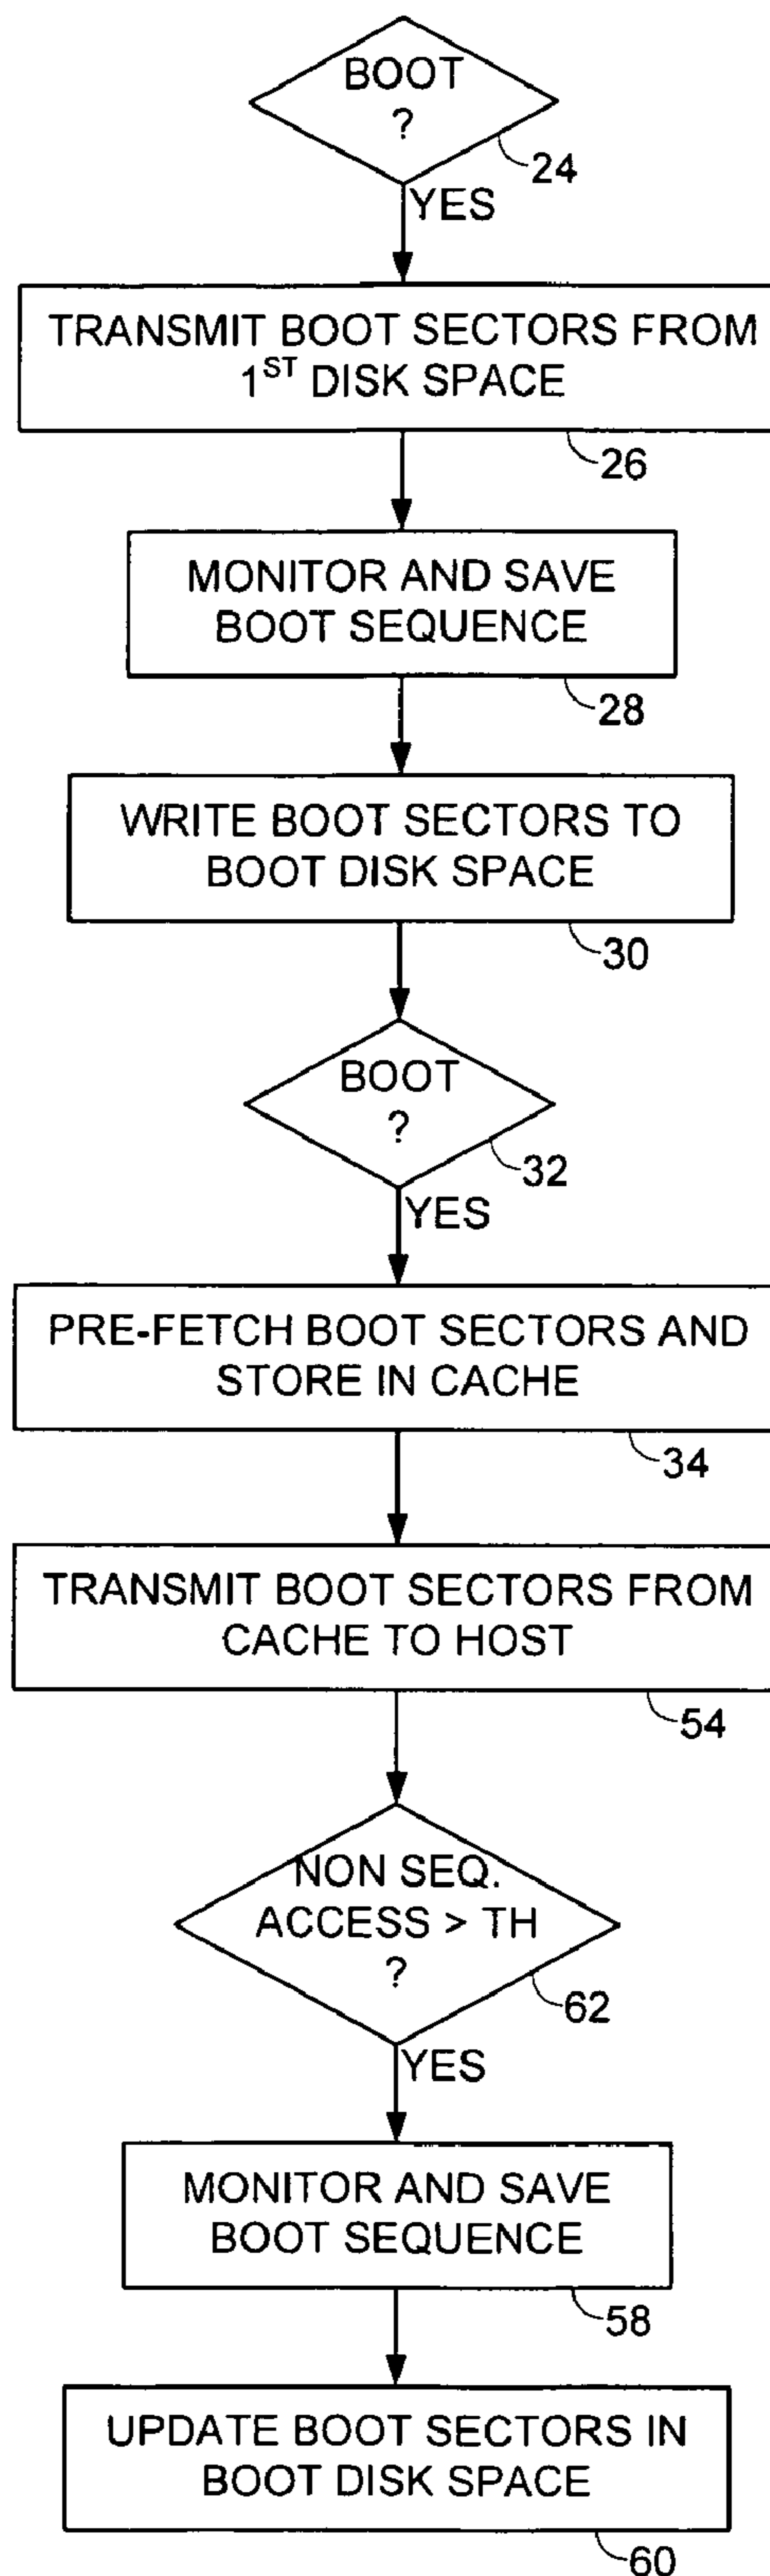 BOOT
?
24
YES
TRANSMIT BOOT SECTORS FROM
1ST DISK SPACE
26
MONITOR AND SAVE
BOOT SEQUENCE
28
WRITE BOOT SECTORS TO
BOOT DISK SPACE
30
BOOT
?
32
YES
PRE-FETCH BOOT SECTORS AND
STORE IN CACHE
34
TRANSMIT BOOT SECTORS FROM
CACHE TO HOST
54
NON SEQ.
ACCESS > TH
?
62
YES
MONITOR AND SAVE
BOOT SEQUENCE
58
UPDATE BOOT SECTORS IN
BOOT DISK SPACE
60